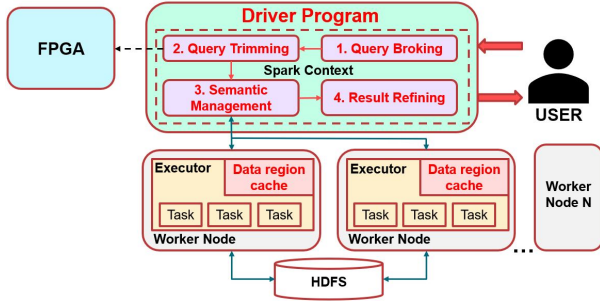 Driver Program
FPGA
2. Query Trimming
1. Query Broking
Spark Context
3. Semantic
Management
4. Result Refining
USER
Executor
Data region
cache
Task
Task
Task
Worker Node
Executor
Data region
cache
Task
Task
Task
Worker Node
...
Worker
Node N
HDFS